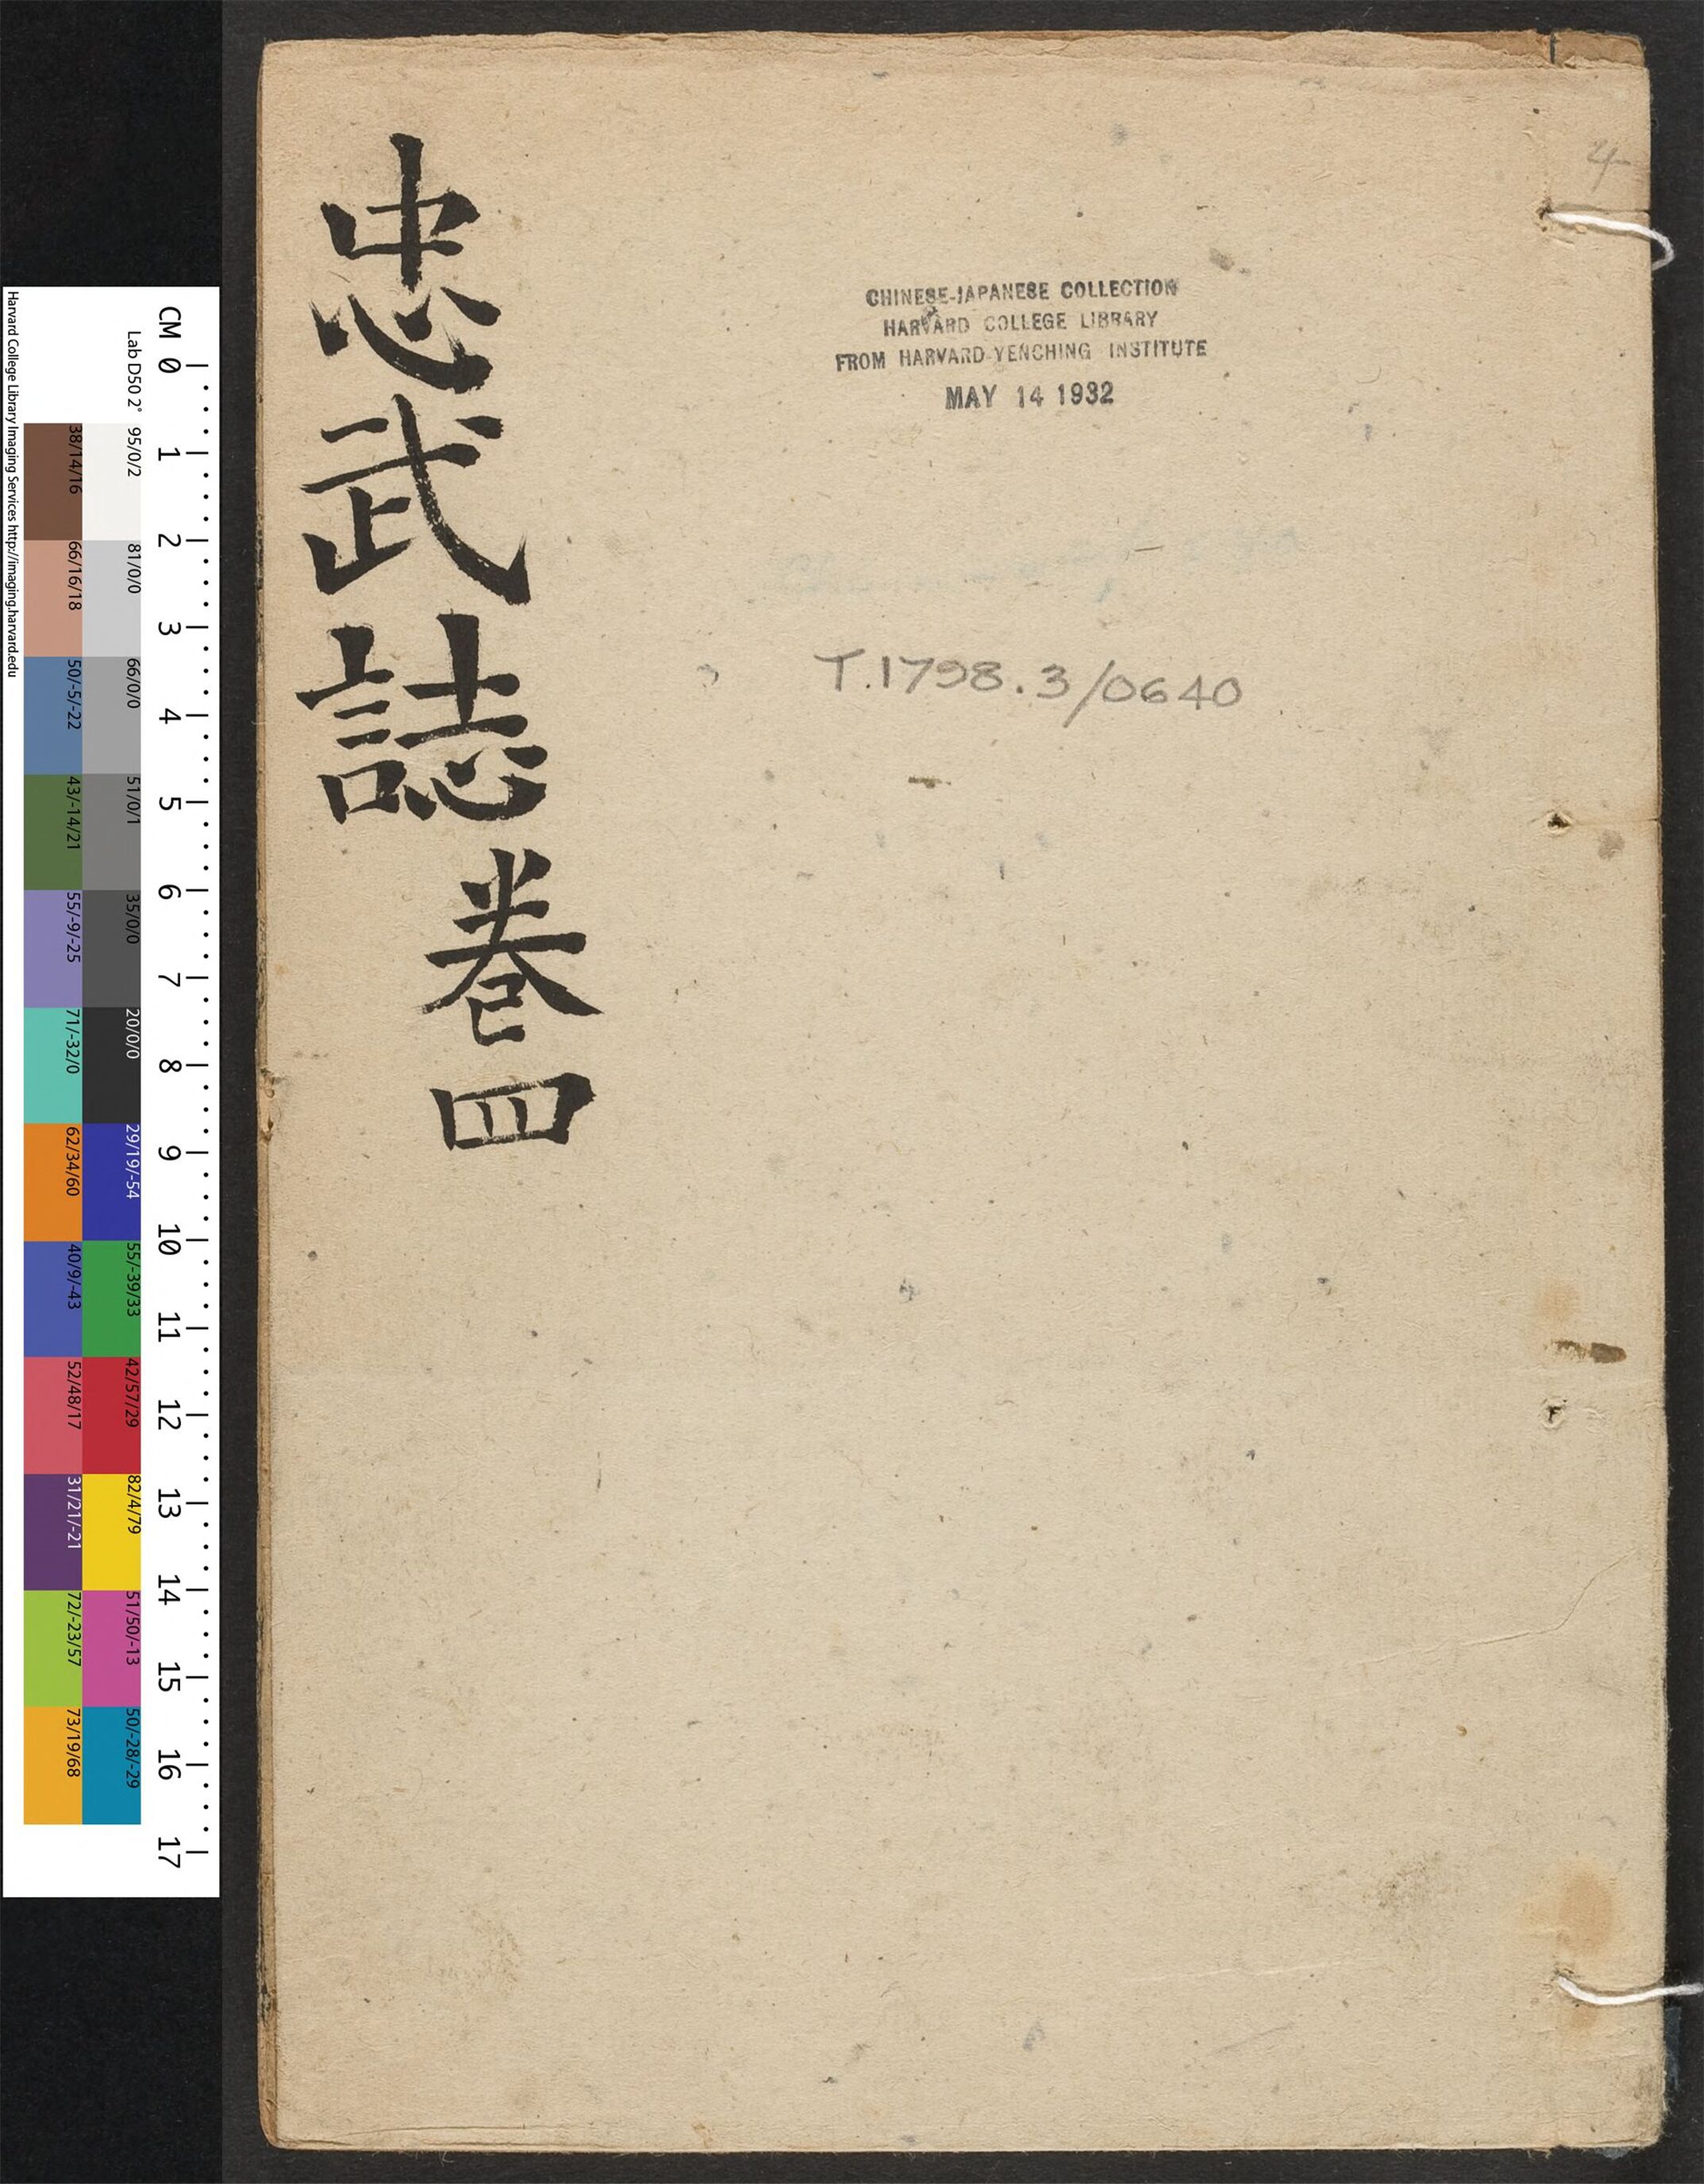 忠武誌卷四
CHINESE-JAPANESE COLLECTION
HARVARD COLLEGE LIBRARY
FROM HARVARD-YENCHING INSTITUTE
MAY 14 1932
T.1798.3/0640
4
CM 0 1 2 3 4 5 6 7 8 9 10 11 12 13 14 15 16 17
Lab D50 2° 95/0/2 81/0/0 66/0/0 51/0/1 35/0/0 20/0/0 29/19/-54 55/-39/33 42/57/29 82/4/79 51/50/-13 50/-28/-29
38/14/16 66/16/18 50/-5/-22 43/-14/21 55/-9/-25 71/-32/0 62/34/60 40/9/-43 52/48/17 31/21/-21 72/-23/57 73/19/68
Harvard College Library Imaging Services http://imaging.harvard.edu